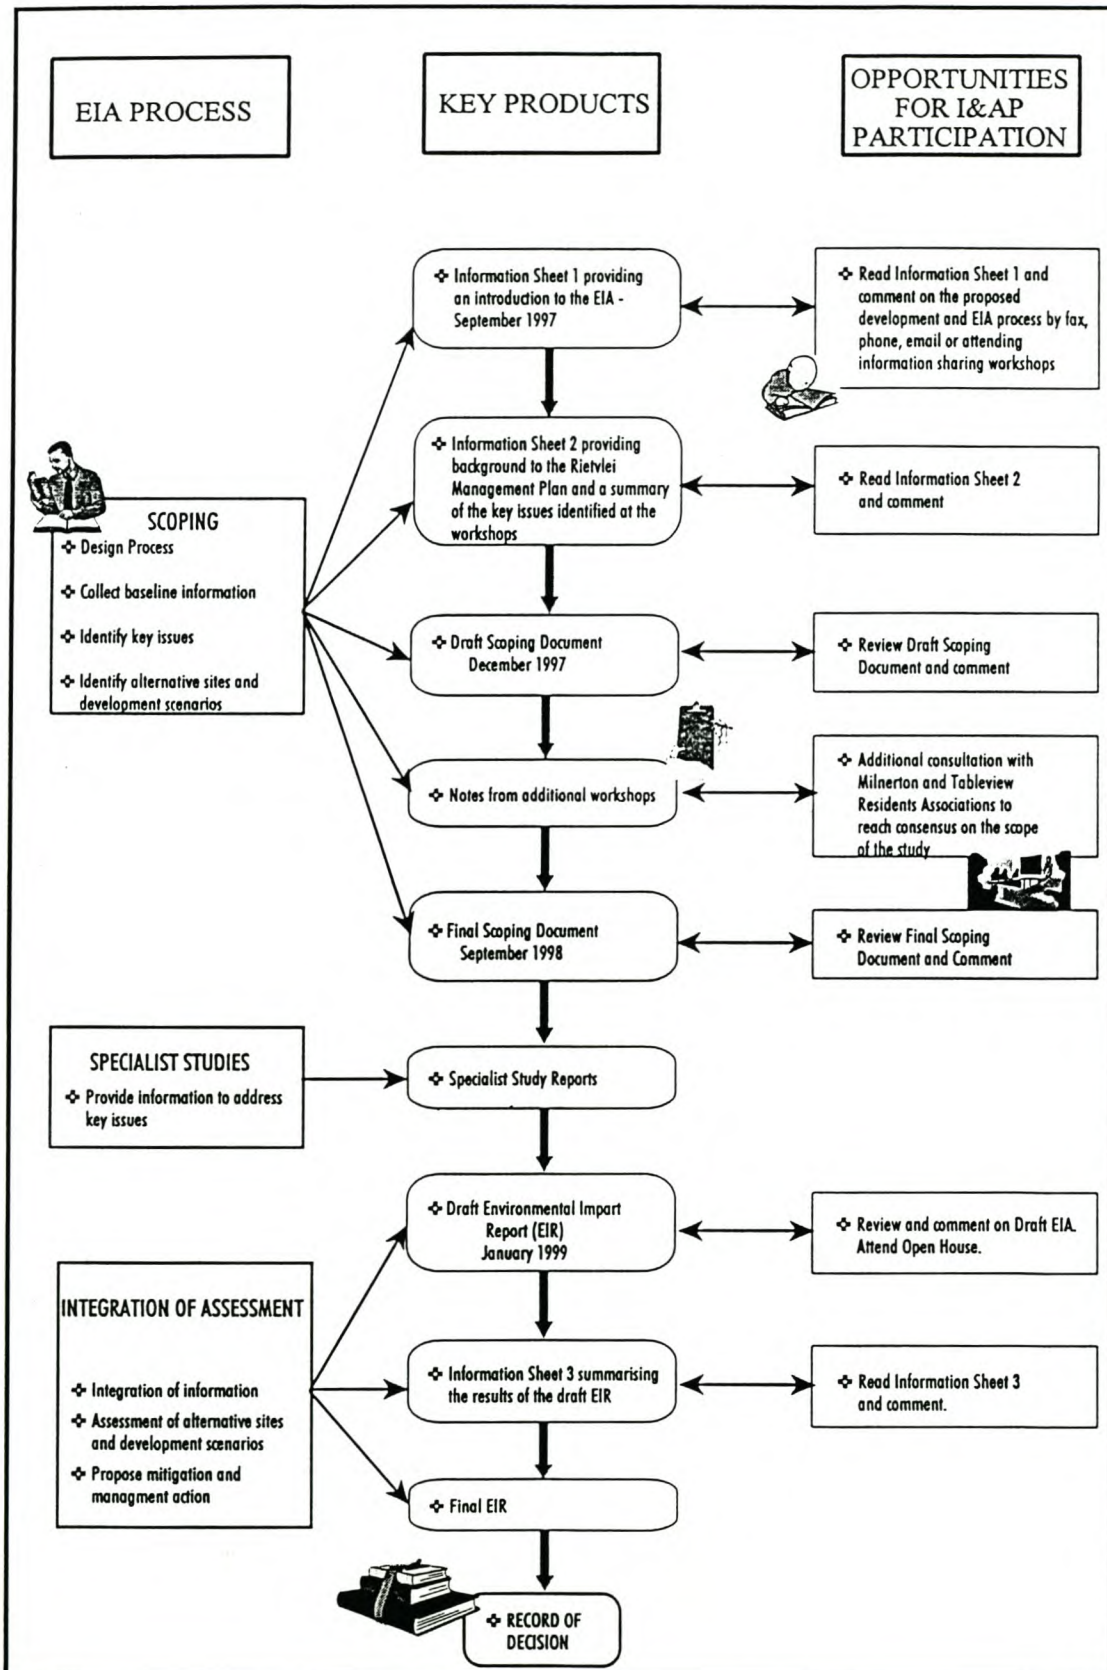 EIA PROCESS
KEY PRODUCTS
OPPORTUNITIES
FOR I&AP
PARTICIPATION
❖ Information Sheet 1 providing
an introduction to the EIA -
September 1997
❖ Read Information Sheet 1 and
comment on the proposed
development and EIA process by fax,
phone, email or attending
information sharing workshops
❖ Information Sheet 2 providing
background to the Rietvlei
Management Plan and a summary
of the key issues identified at the
workshops
❖ Read Information Sheet 2
and comment
SCOPING
❖ Design Process
❖ Collect baseline information
❖ Identify key issues
❖ Identify alternative sites and
development scenarios
❖ Draft Scoping Document
December 1997
❖ Review Draft Scoping
Document and comment
❖ Notes from additional workshops
❖ Additional consultation with
Milnerton and Tableview
Residents Associations to
reach consensus on the scope
of the study
❖ Final Scoping Document
September 1998
❖ Review Final Scoping
Document and Comment
SPECIALIST STUDIES
❖ Provide information to address
key issues
❖ Specialist Study Reports
❖ Draft Environmental Impart
Report (EIR)
January 1999
❖ Review and comment on Draft EIA.
Attend Open House.
INTEGRATION OF ASSESSMENT
❖ Integration of information
❖ Assessment of alternative sites
and development scenarios
❖ Propose mitigation and
managment action
❖ Information Sheet 3 summarising
the results of the draft EIR
❖ Read Information Sheet 3
and comment.
❖ Final EIR
❖ RECORD OF
DECISION